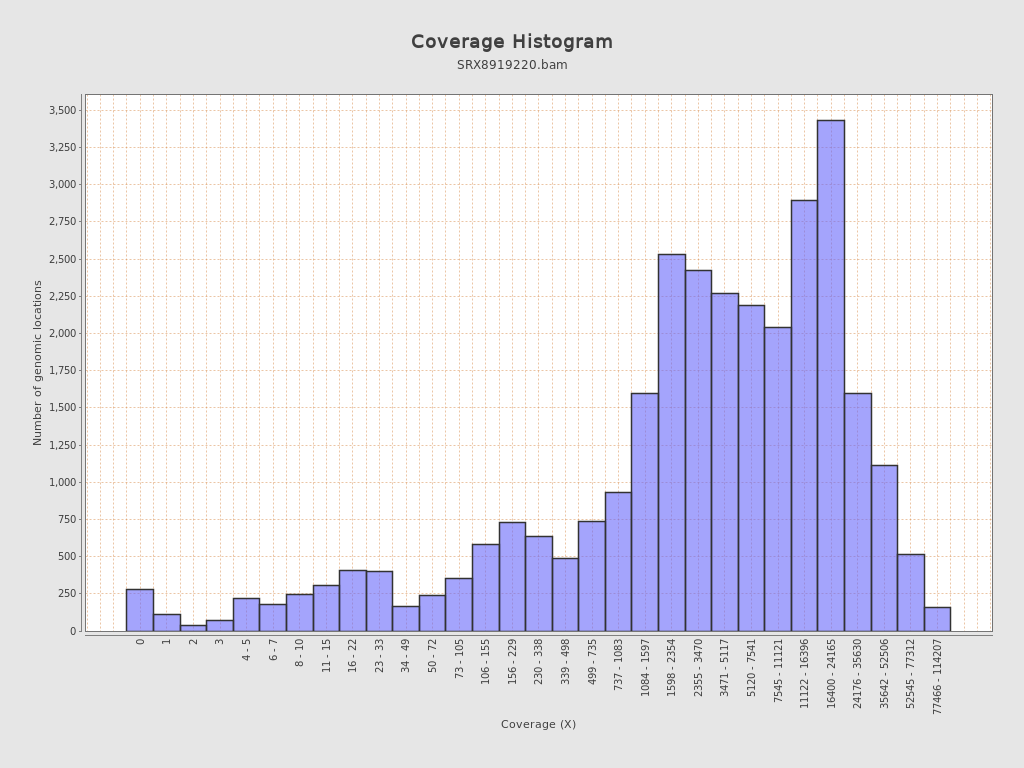 Coverage Histogram
SRX8919220.bam
Number of genomic locations
3,500
3,250
3,000
2,750
2,500
2,250
2,000
1,750
1,500
1,250
1,000
750
500
250
0
0
1
2
3
4 - 5
6 - 7
8 - 10
11 - 15
16 - 22
23 - 33
34 - 49
50 - 72
73 - 105
106 - 155
156 - 229
230 - 338
339 - 498
499 - 735
737 - 1083
1084 - 1597
1598 - 2354
2355 - 3470
3471 - 5117
5120 - 7541
7545 - 11121
11122 - 16396
16400 - 24165
24176 - 35630
35642 - 52506
52545 - 77312
77466 - 114207
Coverage (X)